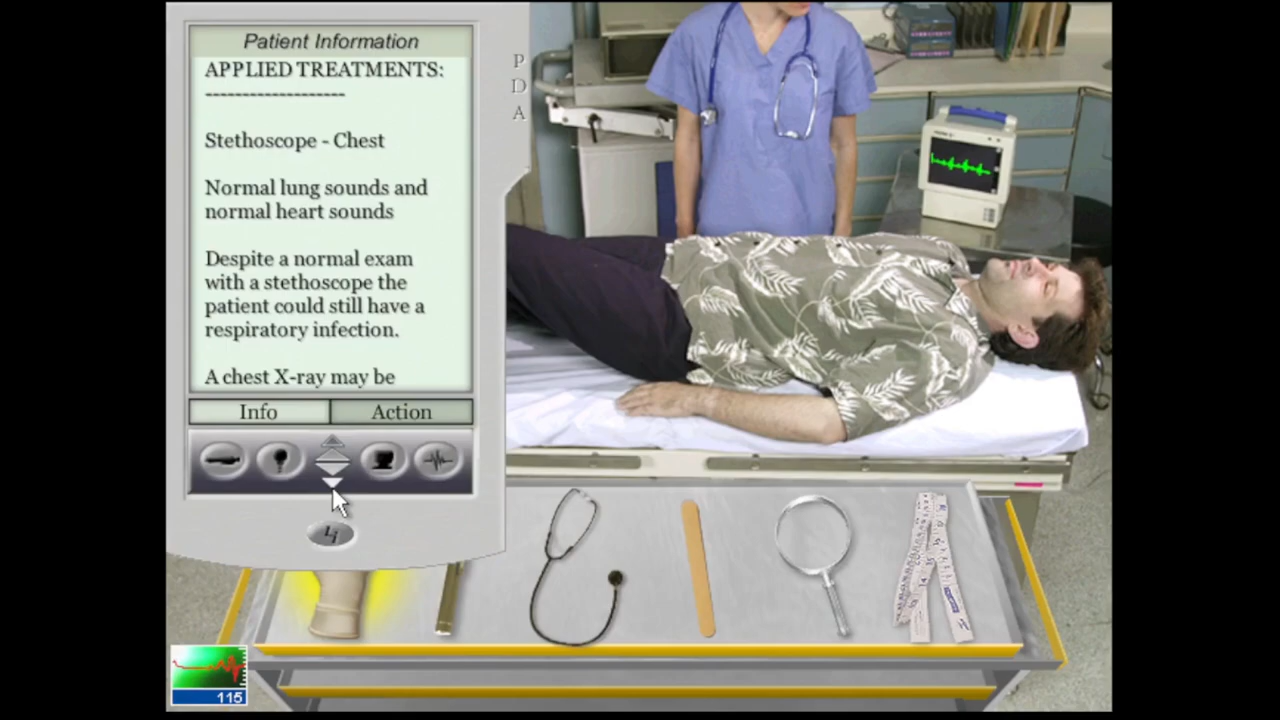 Patient Information
APPLIED TREATMENTS:
-------------------
Stethoscope - Chest
Normal lung sounds and
normal heart sounds
Despite a normal exam
with a stethoscope the
patient could still have a
respiratory infection.
A chest X-ray may be
Info
Action
P
D
A
Li
115